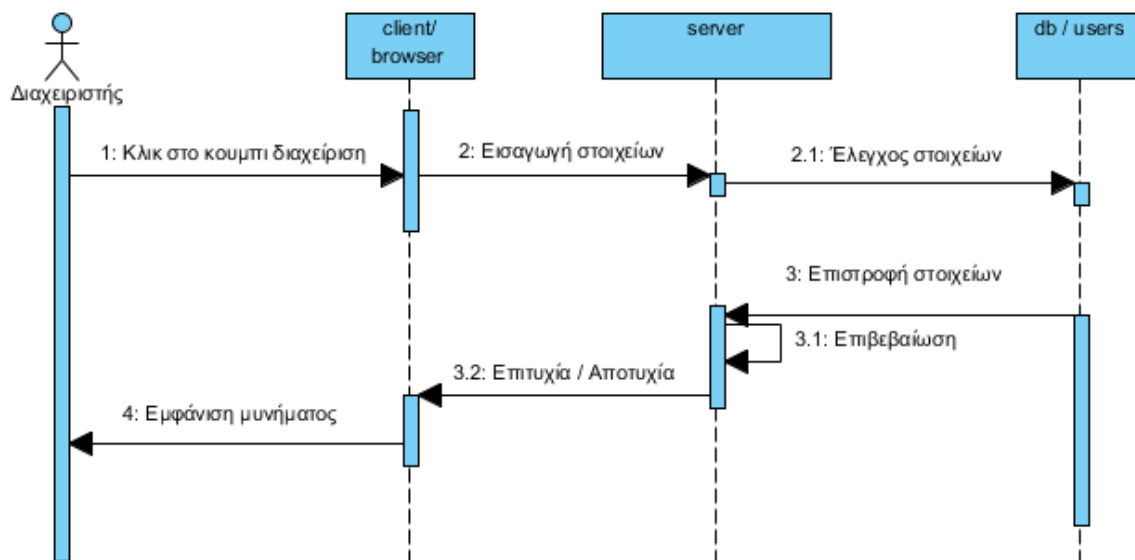 client/
browser
server
db / users
Διαχειριστής
1: Κλικ στο κουμπι διαχείριση
2: Εισαγωγή στοιχείων
2.1: Έλεγχος στοιχείων
3: Επιστροφή στοιχείων
3.1: Επιβεβαίωση
3.2: Επιτυχία / Αποτυχία
4: Εμφάνιση μυνήματος